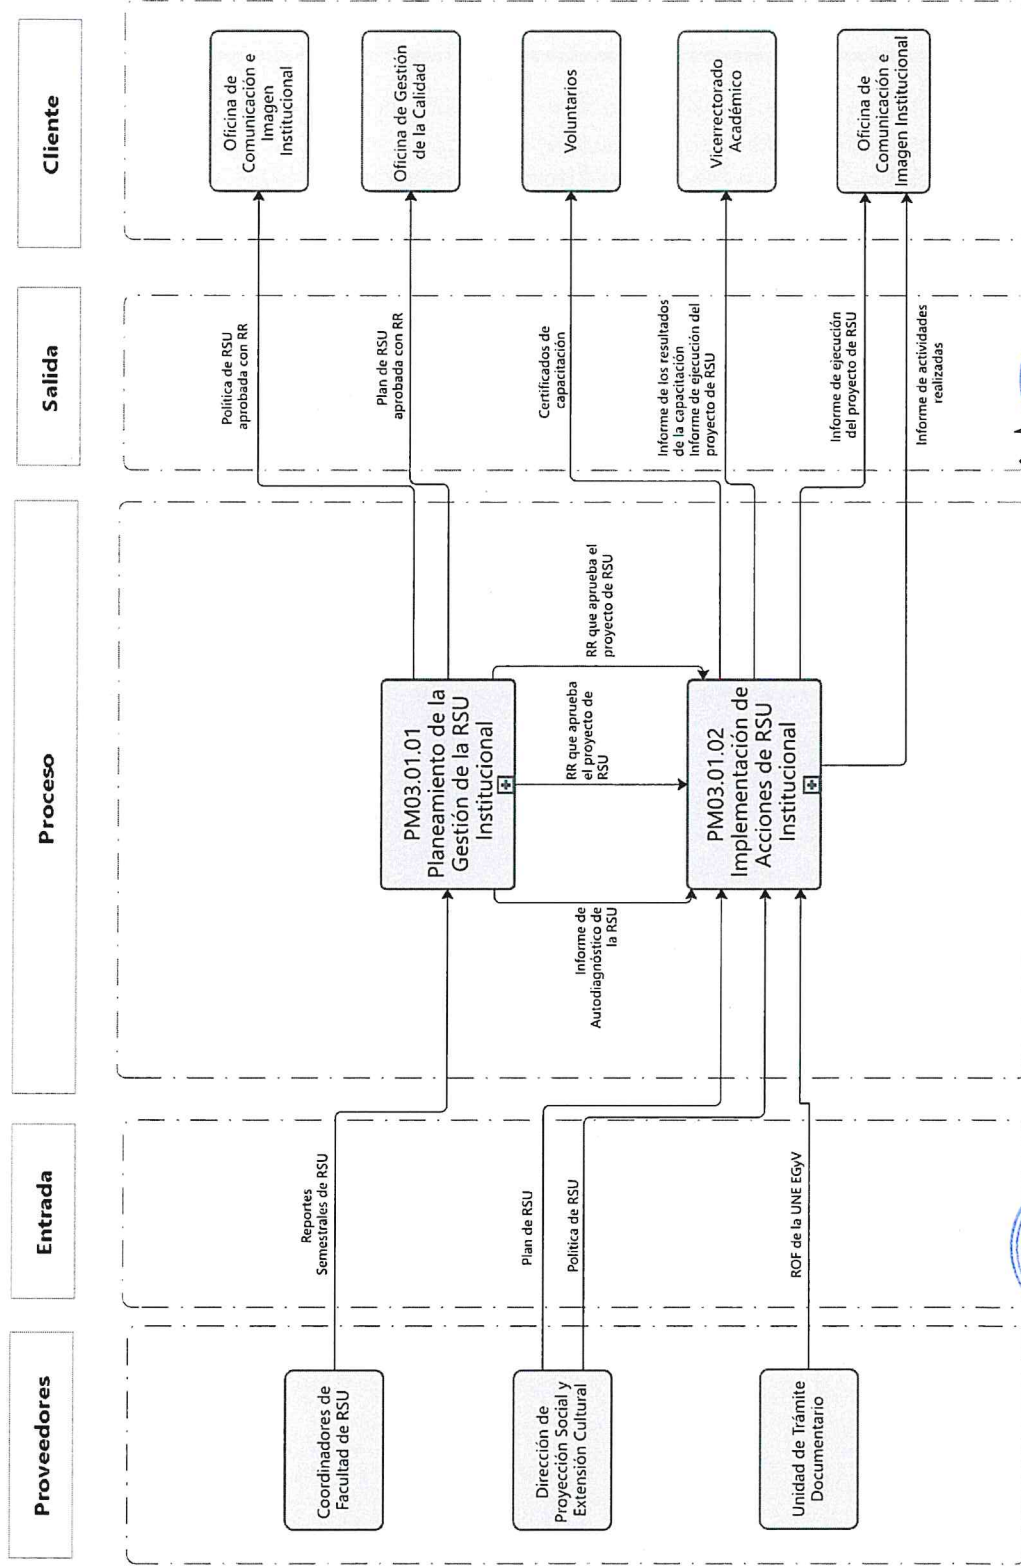 Proveedores
Entrada
Proceso
Salida
Cliente
Coordinadores de
Facultad de RSU
Dirección de
Proyección Social y
Extensión Cultural
Unidad de Trámite
Documentario
Reportes
Semestrales de RSU
Plan de RSU
Política de RSU
ROF de la UNE EGyV
PM03.01.01
Planeamiento de la
Gestión de la RSU
Institucional
Informe de
Autodiagnóstico de
la RSU
RR que aprueba
el proyecto de
RSU
RR que aprueba el
proyecto de RSU
PM03.01.02
Implementación de
Acciones de RSU
Institucional
Política de RSU
aprobada con RR
Plan de RSU
aprobada con RR
Certificados de
capacitación
Informe de los resultados
de la capacitación
Informe de ejecución del
proyecto de RSU
Informe de ejecución
del proyecto de RSU
Informe de actividades
realizadas
Oficina de
Comunicación e
Imagen
Institucional
Oficina de Gestión
de la Calidad
Voluntarios
Vicerrectorado
Académico
Oficina de
Comunicación e
Imagen Institucional